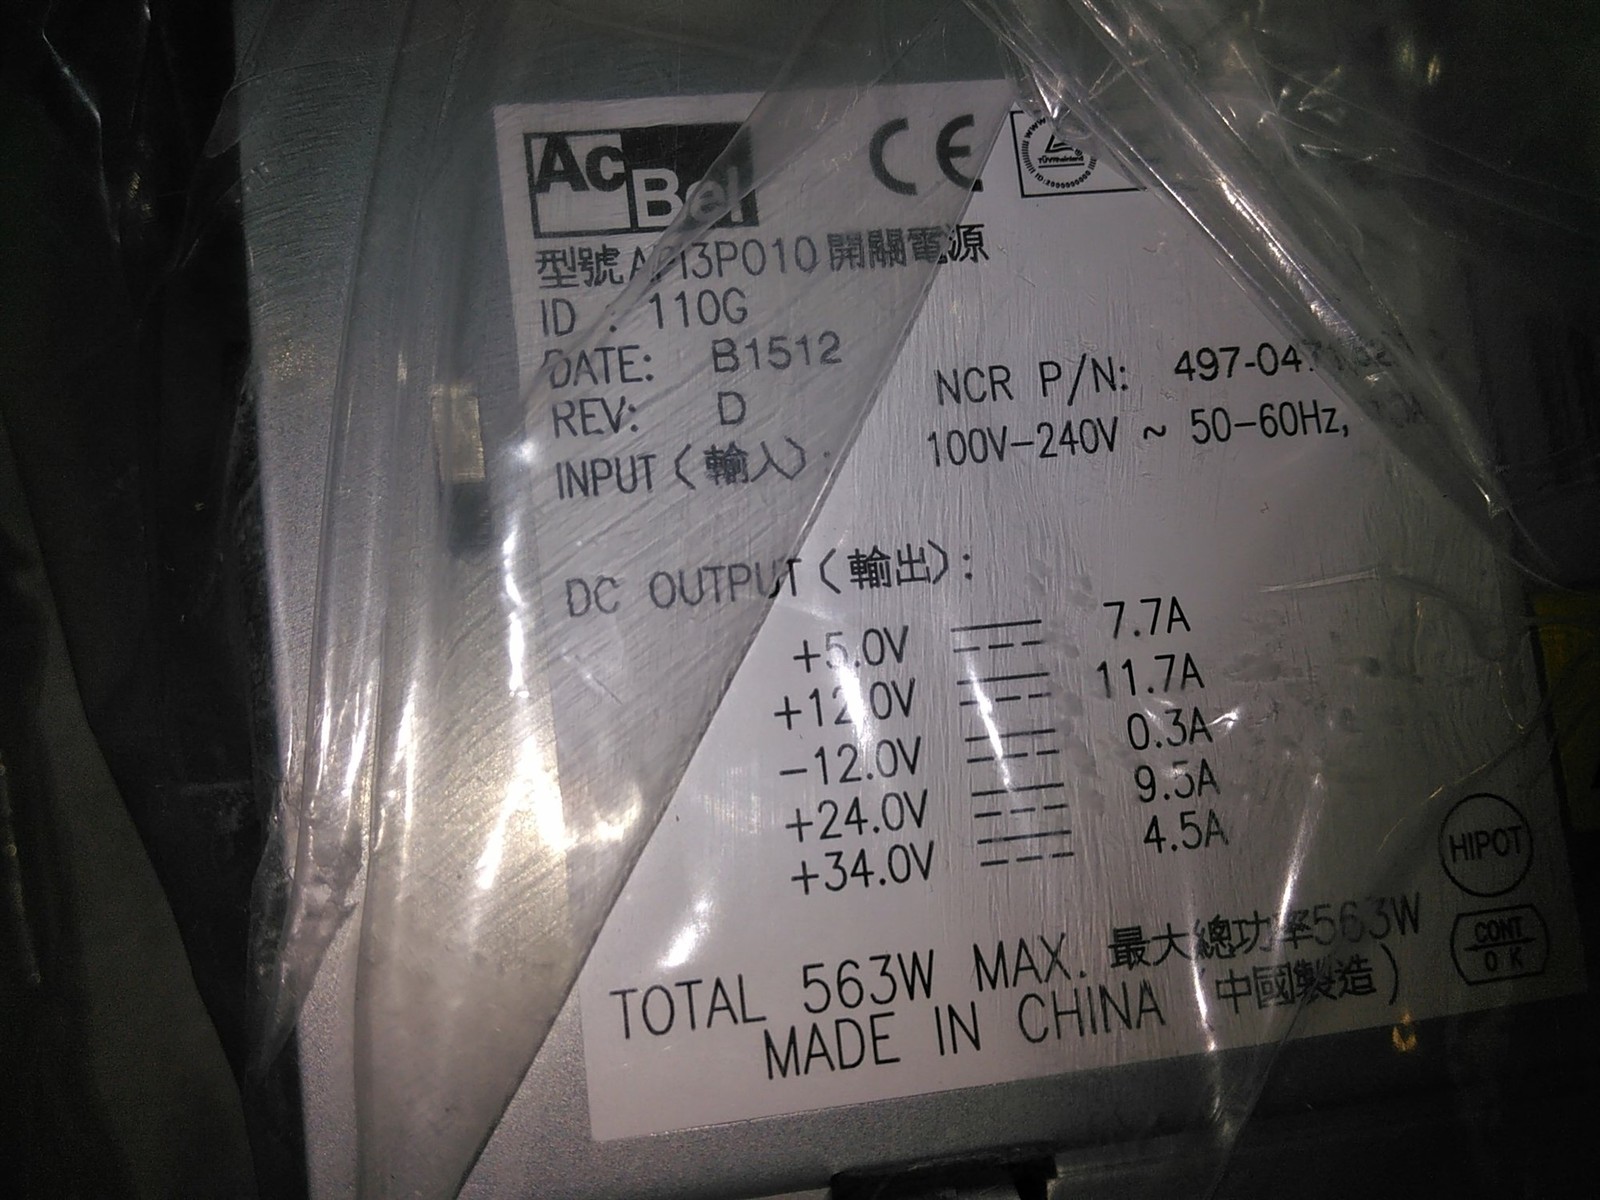 AcBel
CE
TÜVRheinland
型號 API3PO10 開關電源
ID : 110G
DATE: B1512
REV: D
NCR P/N:
INPUT (輸入):
100V-240V ~ 50-60Hz,
DC OUTPUT (輸出):
+5.0V 7.7A
+12.0V 11.7A
-12.0V 0.3A
+24.0V 9.5A
+34.0V 4.5A
HIPOT
TOTAL 563W MAX. 最大總功率563W
CONT
OK
MADE IN CHINA (中國製造)